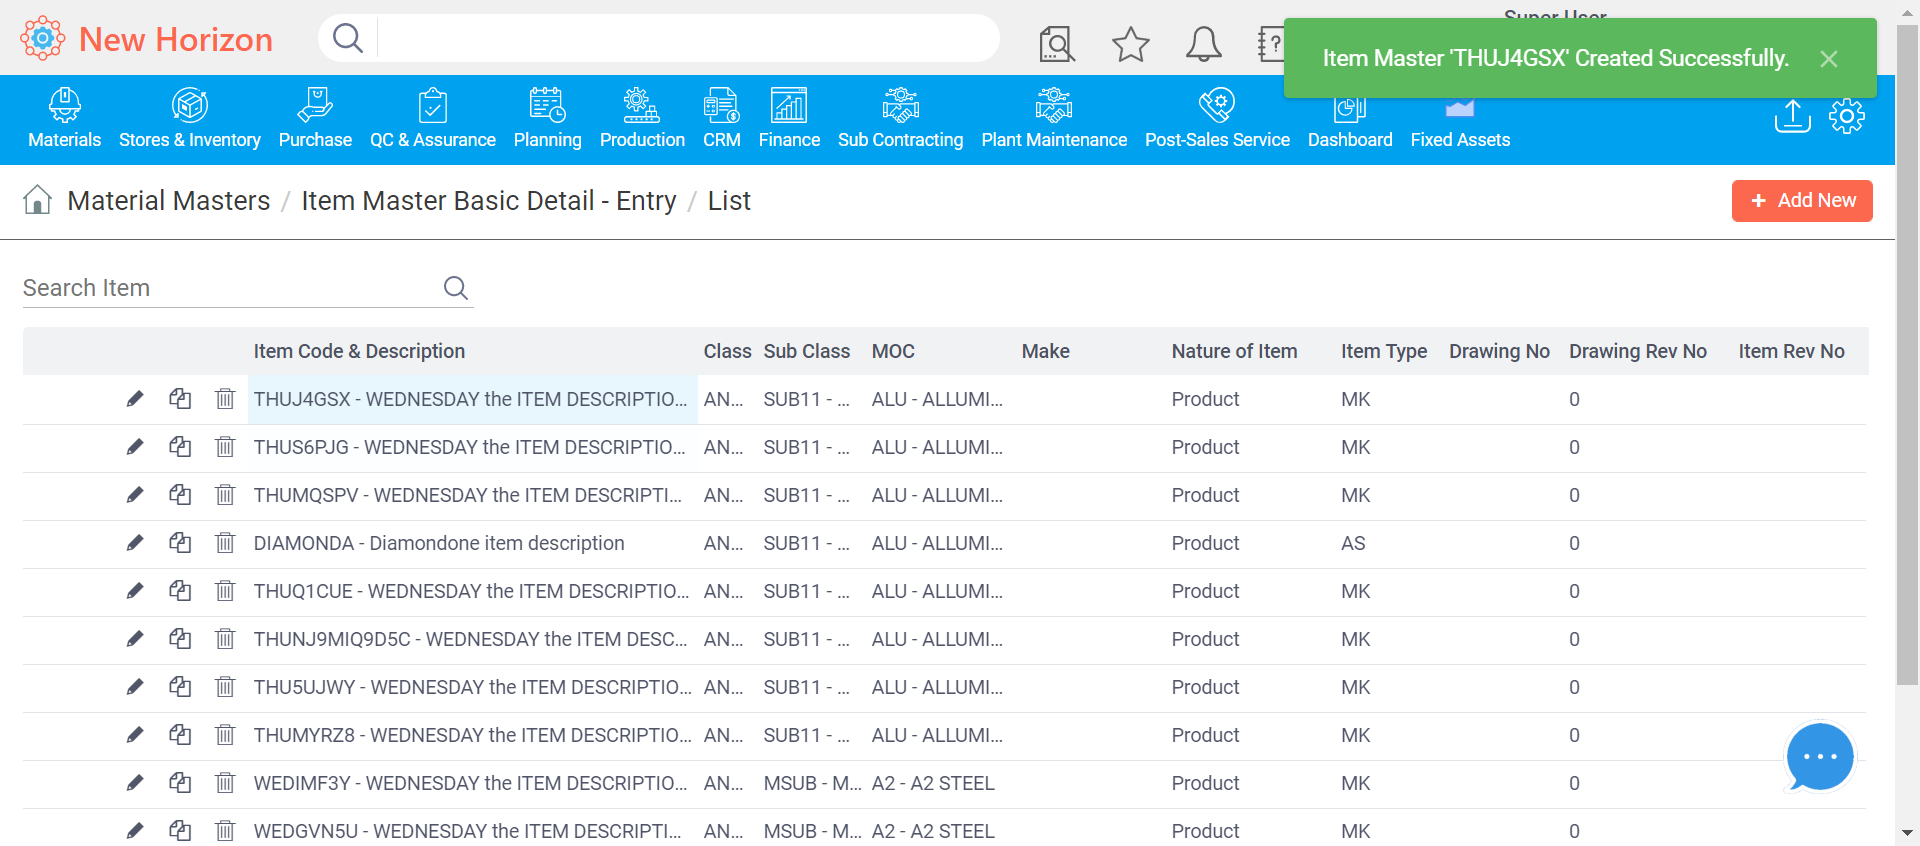 New Horizon
Super User
Item Master 'THUJ4GSX' Created Successfully.
Materials
Stores & Inventory
Purchase
QC & Assurance
Planning
Production
CRM
Finance
Sub Contracting
Plant Maintenance
Post-Sales Service
Dashboard
Fixed Assets
Material Masters / Item Master Basic Detail - Entry / List
+ Add New
Search Item
Item Code & Description Class Sub Class MOC Make Nature of Item Item Type Drawing No Drawing Rev No Item Rev No
THUJ4GSX - WEDNESDAY the ITEM DESCRIPTIO... AN... SUB11 - ... ALU - ALLUMI... Product MK 0
THUS6PJG - WEDNESDAY the ITEM DESCRIPTIO... AN... SUB11 - ... ALU - ALLUMI... Product MK 0
THUMQSPV - WEDNESDAY the ITEM DESCRIPTI... AN... SUB11 - ... ALU - ALLUMI... Product MK 0
DIAMONDA - Diamondone item description AN... SUB11 - ... ALU - ALLUMI... Product AS 0
THUQ1CUE - WEDNESDAY the ITEM DESCRIPTIO... AN... SUB11 - ... ALU - ALLUMI... Product MK 0
THUNJ9MIQ9D5C - WEDNESDAY the ITEM DESC... AN... SUB11 - ... ALU - ALLUMI... Product MK 0
THU5UJWY - WEDNESDAY the ITEM DESCRIPTIO... AN... SUB11 - ... ALU - ALLUMI... Product MK 0
THUMYRZ8 - WEDNESDAY the ITEM DESCRIPTIO... AN... SUB11 - ... ALU - ALLUMI... Product MK 0
WEDIMF3Y - WEDNESDAY the ITEM DESCRIPTIO... AN... MSUB - M... A2 - A2 STEEL Product MK 0
WEDGVN5U - WEDNESDAY the ITEM DESCRIPTI... AN... MSUB - M... A2 - A2 STEEL Product MK 0